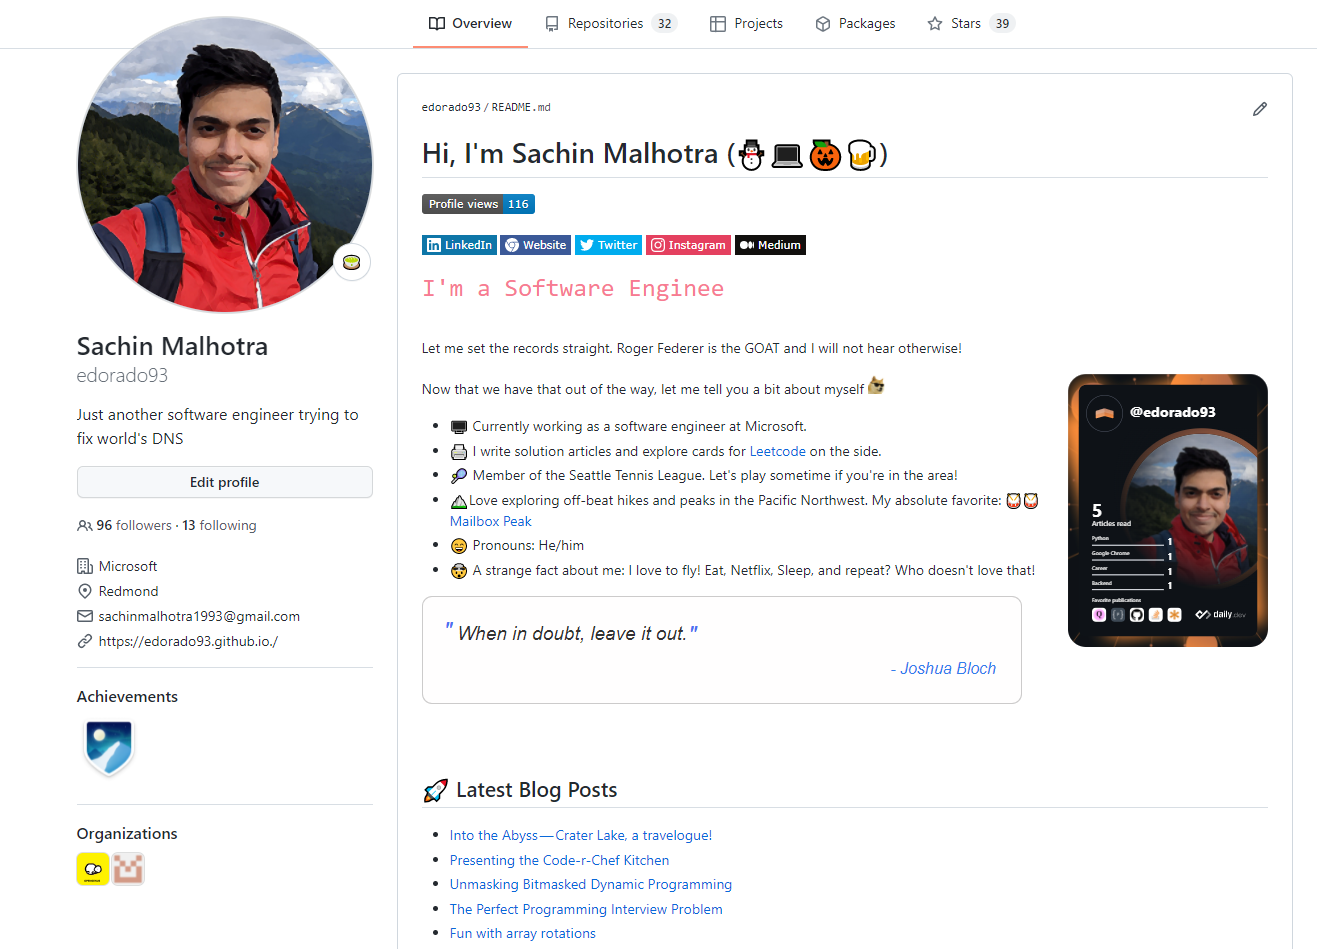 Overview Repositories 32 Projects Packages Stars 39
Sachin Malhotra
edorado93
Just another software engineer trying to
fix world's DNS
Edit profile
96 followers · 13 following
Microsoft
Redmond
sachinmalhotra1993@gmail.com
https://edorado93.github.io./
Achievements
Organizations
edorado93/README.md
Hi, I'm Sachin Malhotra (⛄💻🎃🍺)
Profile views 116
LinkedIn Website Twitter Instagram Medium
I'm a Software Enginee
Let me set the records straight. Roger Federer is the GOAT and I will not hear otherwise!
Now that we have that out of the way, let me tell you a bit about myself
Currently working as a software engineer at Microsoft.
I write solution articles and explore cards for Leetcode on the side.
Member of the Seattle Tennis League. Let's play sometime if you're in the area!
Love exploring off-beat hikes and peaks in the Pacific Northwest. My absolute favorite:
Mailbox Peak
Pronouns: He/him
A strange fact about me: I love to fly! Eat, Netflix, Sleep, and repeat? Who doesn't love that!
" When in doubt, leave it out. "
- Joshua Bloch
@edorado93
5
Articles read
Python 1
Google Chrome 1
Career 1
Backend 1
Favorite publications
daily.dev
🚀 Latest Blog Posts
Into the Abyss — Crater Lake, a travelogue!
Presenting the Code-r-Chef Kitchen
Unmasking Bitmasked Dynamic Programming
The Perfect Programming Interview Problem
Fun with array rotations